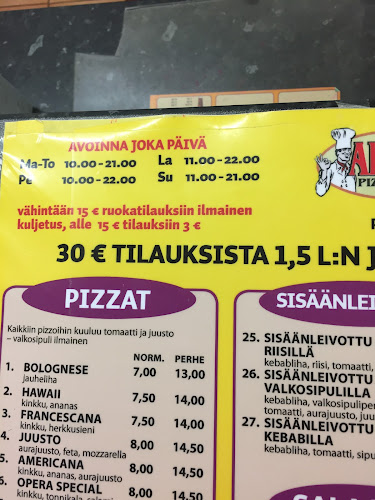 AVOINNA JOKA PÄIVÄ
Ma-To 10.00-21.00 La 11.00-22.00
Pe 10.00-22.00 Su 11.00-21.00
vähintään 15 € ruokatilauksiin ilmainen
kuljetus, alle 15 € tilauksiin 3 €
30 € TILAUKSISTA 1,5 L:N
PIZZAT
Kaikkiin pizzoihin kuuluu tomaatti ja juusto
– valkosipuli ilmainen
NORM. PERHE
1. BOLOGNESE 7,00 13,00
jauheliha
2. HAWAII 7,50 14,00
kinkku, ananas
3. FRANCESCANA 7,50 14,00
kinkku, herkkusieni
4. JUUSTO 8,00 14,50
aurajuusto, feta, mozzarella
5. AMERICANA 8,00 14,50
kinkku, ananas, aurajuusto
6. OPERA SPECIAL 8,00 14,50
SISÄÄNLEI
25. SISÄÄNLEIVOTTU
RIISILLÄ
kebabliha, riisi, tomaatti,
26. SISÄÄNLEIVOTTU
VALKOSIPULILLA
kebabliha, valkosipuliper
tomaatti, aurajuusto, juu
27. SISÄÄNLEIVOTTU
KEBABILLA
kebabliha, tomaatti, sipu